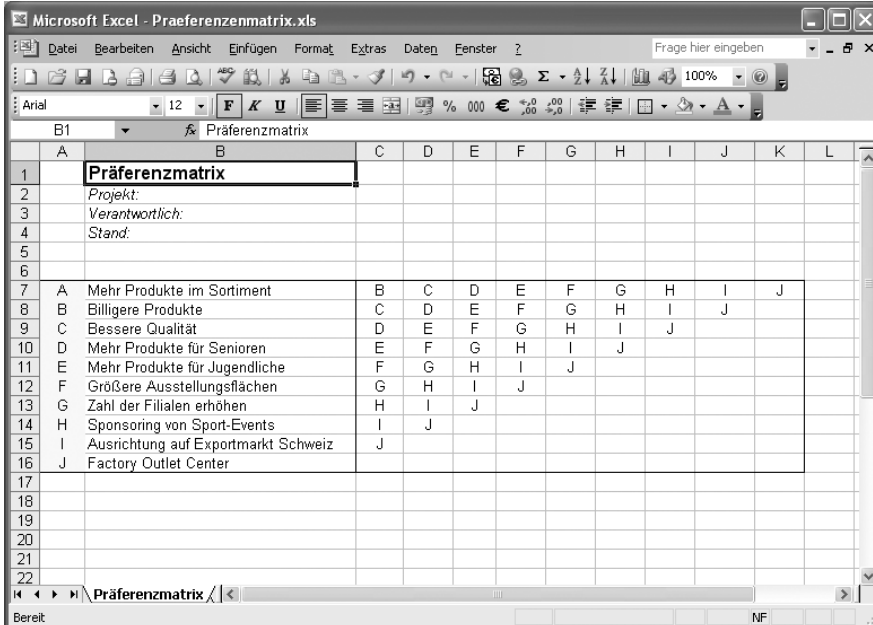 Microsoft Excel - Praeferenzenmatrix.xls
Datei Bearbeiten Ansicht Einfügen Format Extras Daten Fenster ? Frage hier eingeben
ABC Σ 100%
Arial 12 F K U % 000 € A
B1 fx Präferenzmatrix
A B C D E F G H I J K L
1 Präferenzmatrix
2 Projekt:
3 Verantwortlich:
4 Stand:
5
6
7 A Mehr Produkte im Sortiment B C D E F G H I J
8 B Billigere Produkte C D E F G H I J
9 C Bessere Qualität D E F G H I J
10 D Mehr Produkte für Senioren E F G H I J
11 E Mehr Produkte für Jugendliche F G H I J
12 F Größere Ausstellungsflächen G H I J
13 G Zahl der Filialen erhöhen H I J
14 H Sponsoring von Sport-Events I J
15 I Ausrichtung auf Exportmarkt Schweiz J
16 J Factory Outlet Center
17
18
19
20
21
22
Präferenzmatrix
Bereit NF